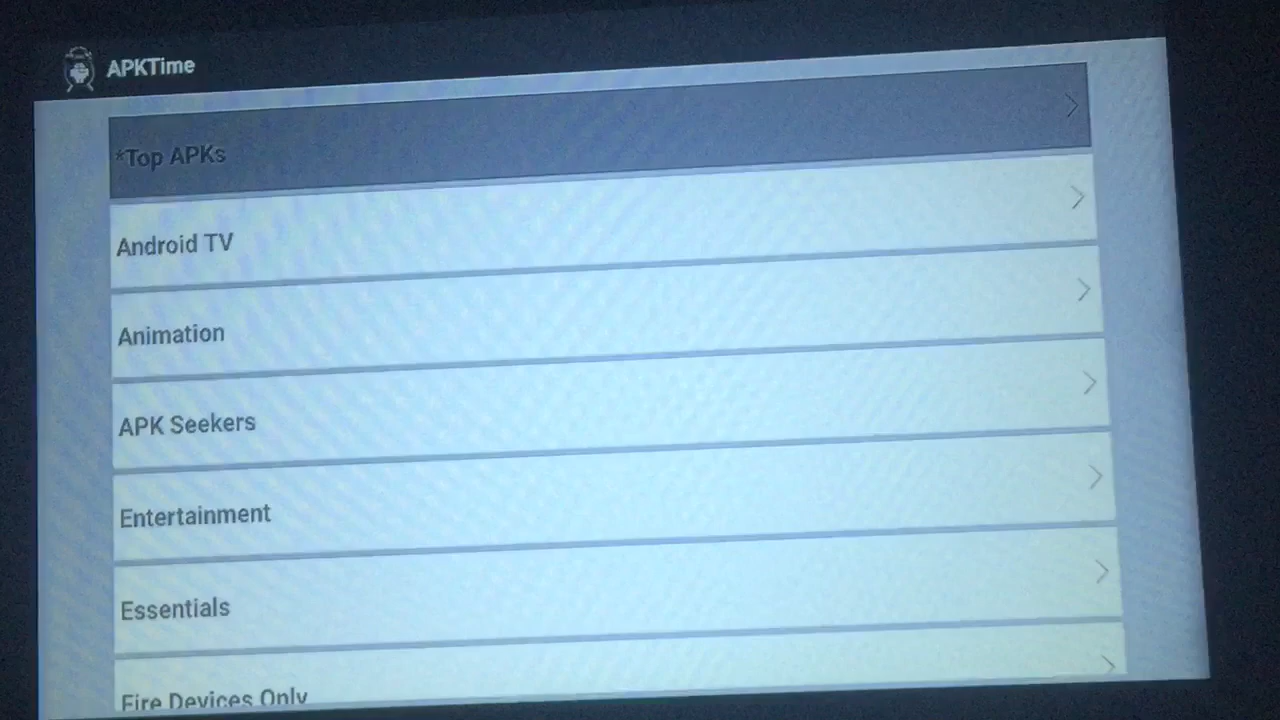 APKTime
*Top APKs
Android TV
Animation
APK Seekers
Entertainment
Essentials
Fire Devices Only